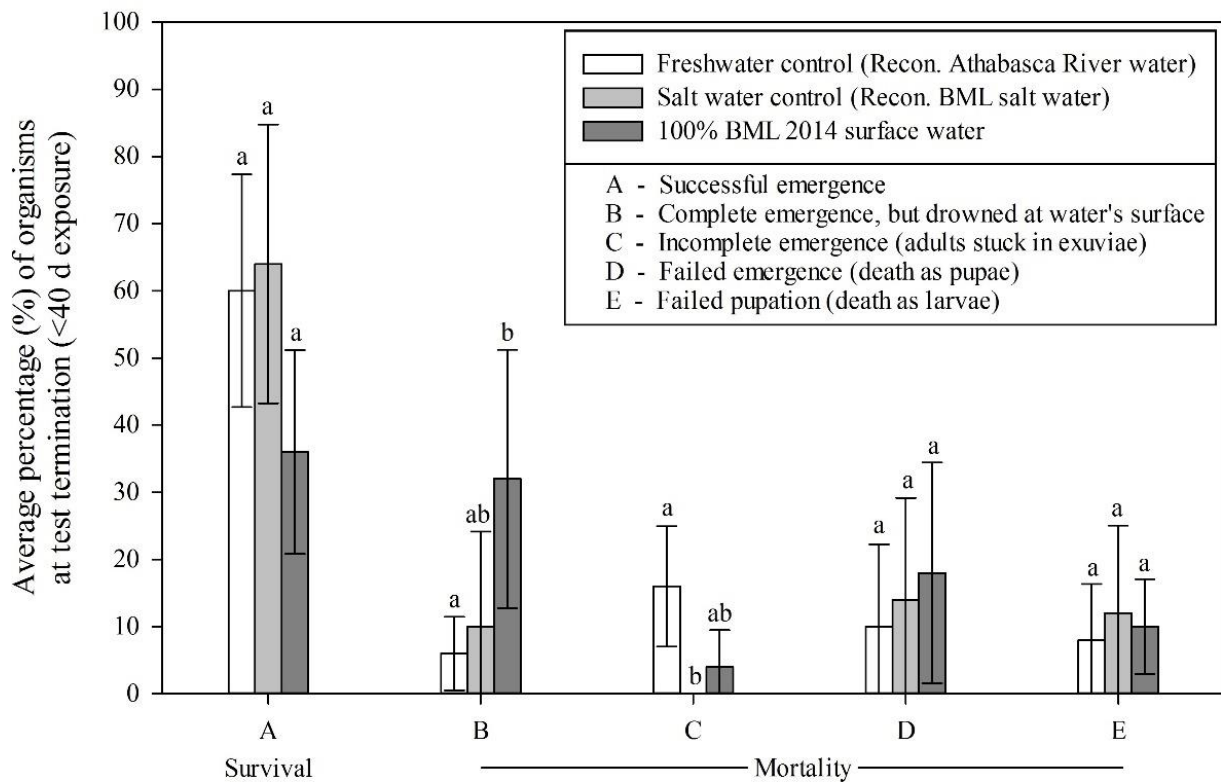 Average percentage (%) of organisms
at test termination (<40 d exposure)
100
90
80
70
60
50
40
30
20
10
0
Freshwater control (Recon. Athabasca River water)
Salt water control (Recon. BML salt water)
100% BML 2014 surface water
A - Successful emergence
B - Complete emergence, but drowned at water's surface
C - Incomplete emergence (adults stuck in exuviae)
D - Failed emergence (death as pupae)
E - Failed pupation (death as larvae)
a
a
a
a
ab
b
a
b
ab
a
a
a
a
a
a
A
B
C
D
E
Survival
Mortality